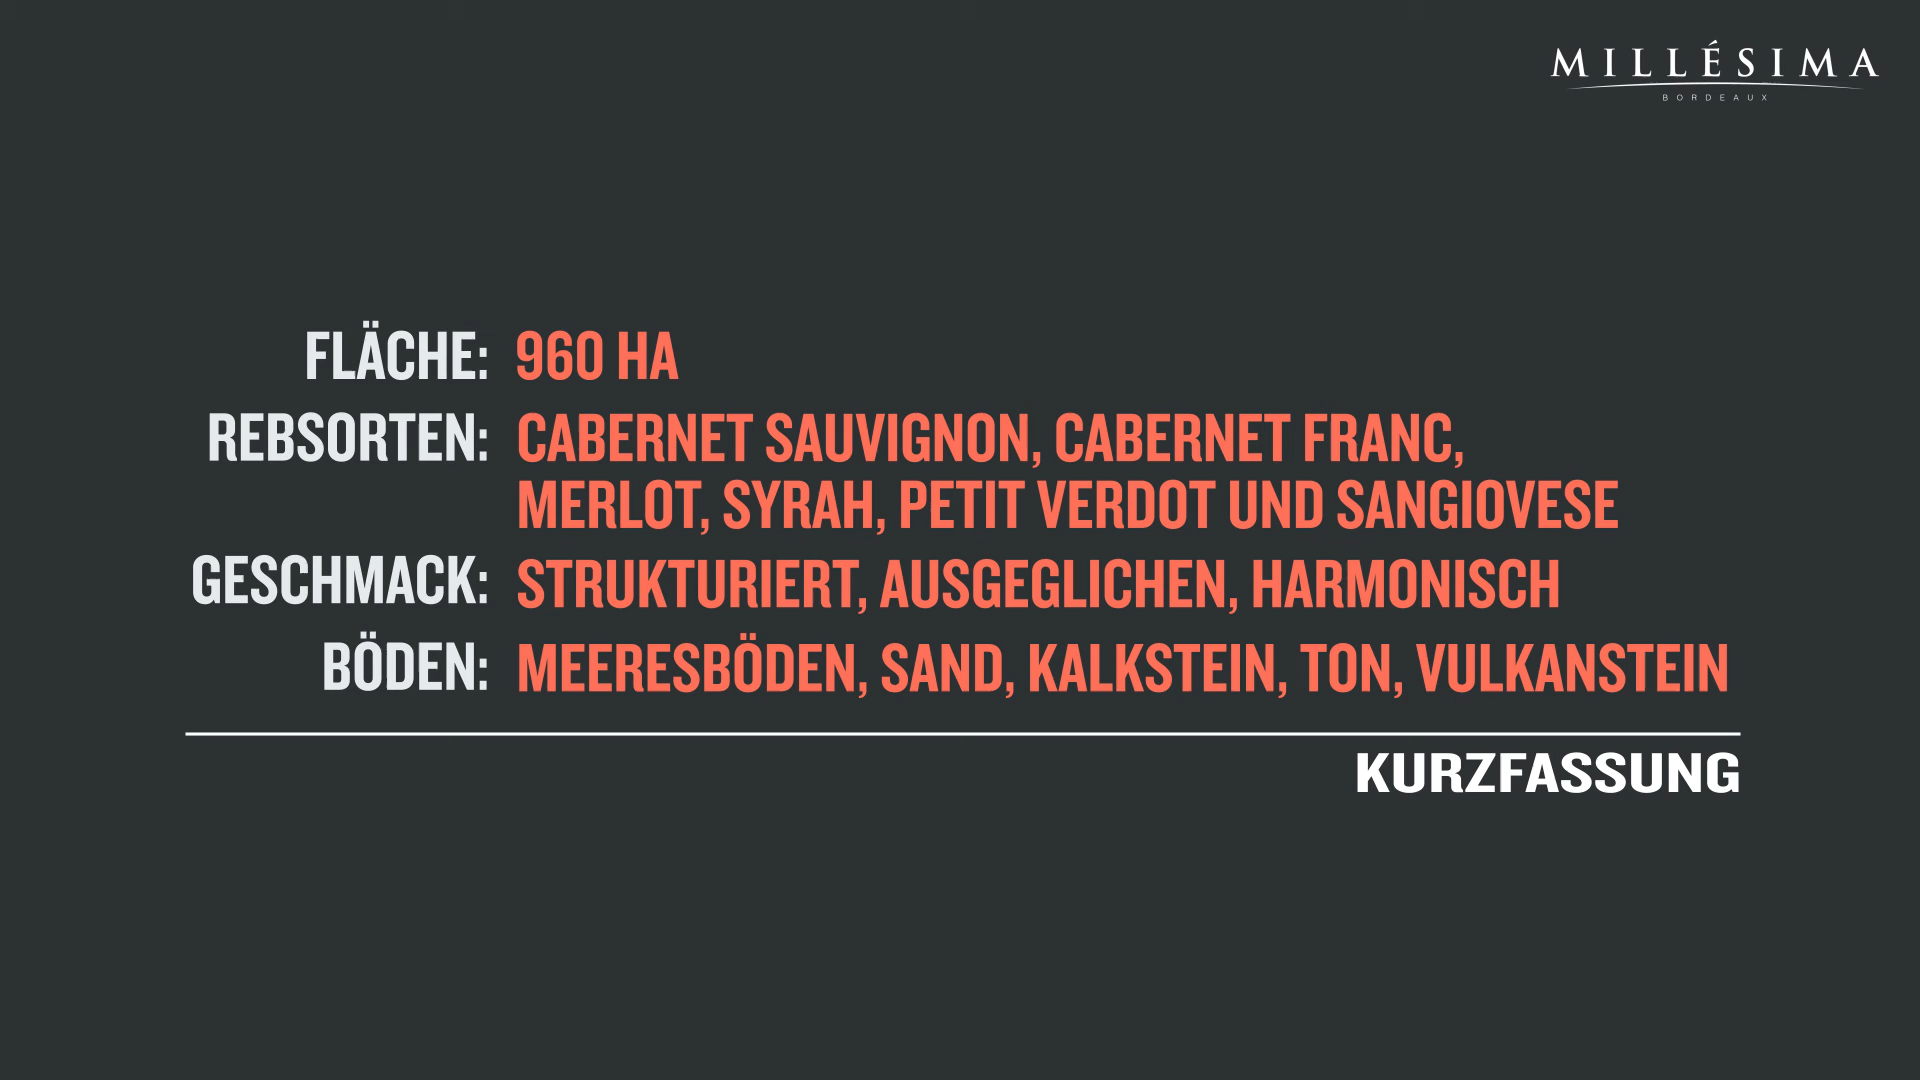 MILLÉSIMA
BORDEAUX
FLÄCHE: 960 HA
REBSORTEN: CABERNET SAUVIGNON, CABERNET FRANC,
MERLOT, SYRAH, PETIT VERDOT UND SANGIOVESE
GESCHMACK: STRUKTURIERT, AUSGEGLICHEN, HARMONISCH
BÖDEN: MEERESBÖDEN, SAND, KALKSTEIN, TON, VULKANSTEIN
KURZFASSUNG